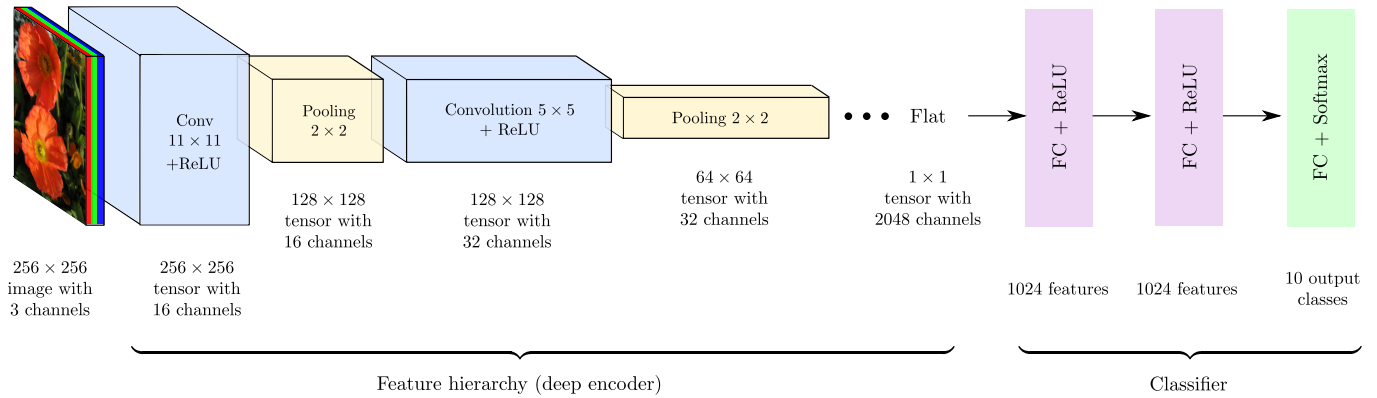 Conv
11 × 11
+ReLU
Pooling
2 × 2
Convolution 5 × 5
+ ReLU
Pooling 2 × 2
Flat
FC + ReLU
FC + ReLU
FC + Softmax
256 × 256
image with
3 channels
256 × 256
tensor with
16 channels
128 × 128
tensor with
16 channels
128 × 128
tensor with
32 channels
64 × 64
tensor with
32 channels
1 × 1
tensor with
2048 channels
1024 features
1024 features
10 output
classes
Feature hierarchy (deep encoder)
Classifier